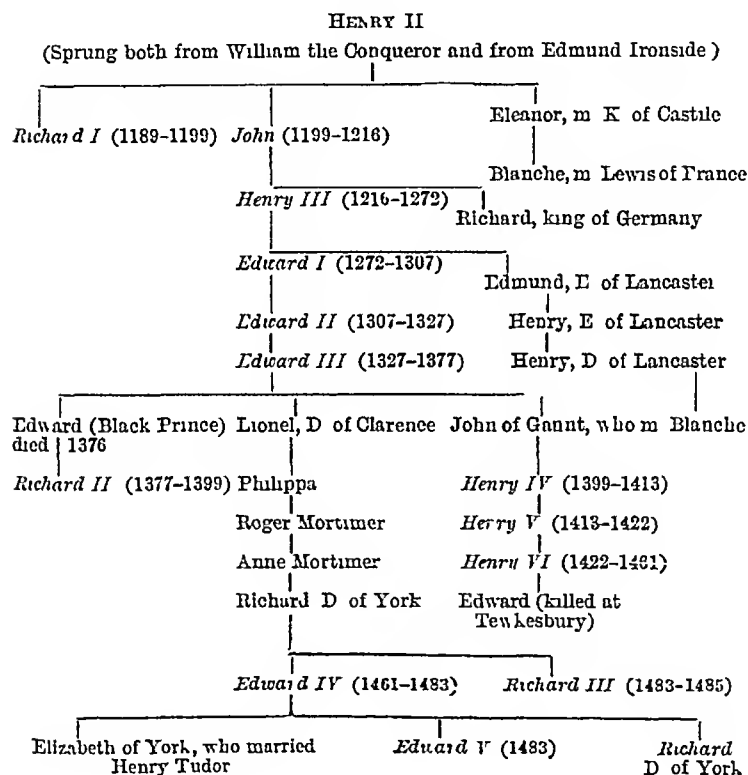 HENRY II
(Sprung both from William the Conqueror and from Edmund Ironside)
Eleanor, m K of Castile
Richard I (1189-1199) John (1199-1216)
Blanche, m Lewis of France
Henry III (1216-1272)
Richard, king of Germany
Edward I (1272-1307)
Edmund, E of Lancaster
Edward II (1307-1327) Henry, E of Lancaster
Edward III (1327-1377) Henry, D of Lancaster
Edward (Black Prince) Lionel, D of Clarence John of Gaunt, who m Blanche
died 1376
Richard II (1377-1399) Philippa Henry IV (1399-1413)
Roger Mortimer Henry V (1413-1422)
Anne Mortimer Henry VI (1422-1461)
Richard D of York Edward (killed at
Tewkesbury)
Edward IV (1461-1483) Richard III (1483-1485)
Elizabeth of York, who married Edward V (1483) Richard
Henry Tudor D of York